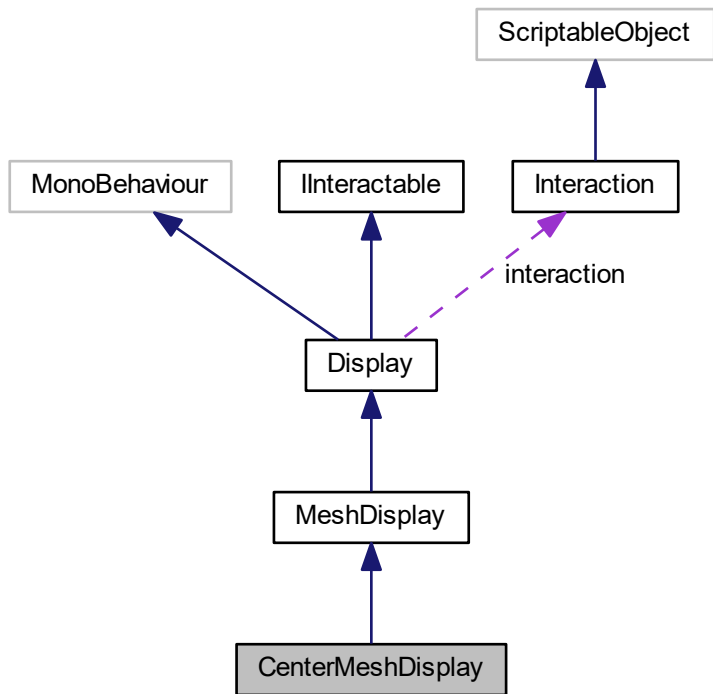 ScriptableObject
MonoBehaviour
IInteractable
Interaction
interaction
Display
MeshDisplay
CenterMeshDisplay